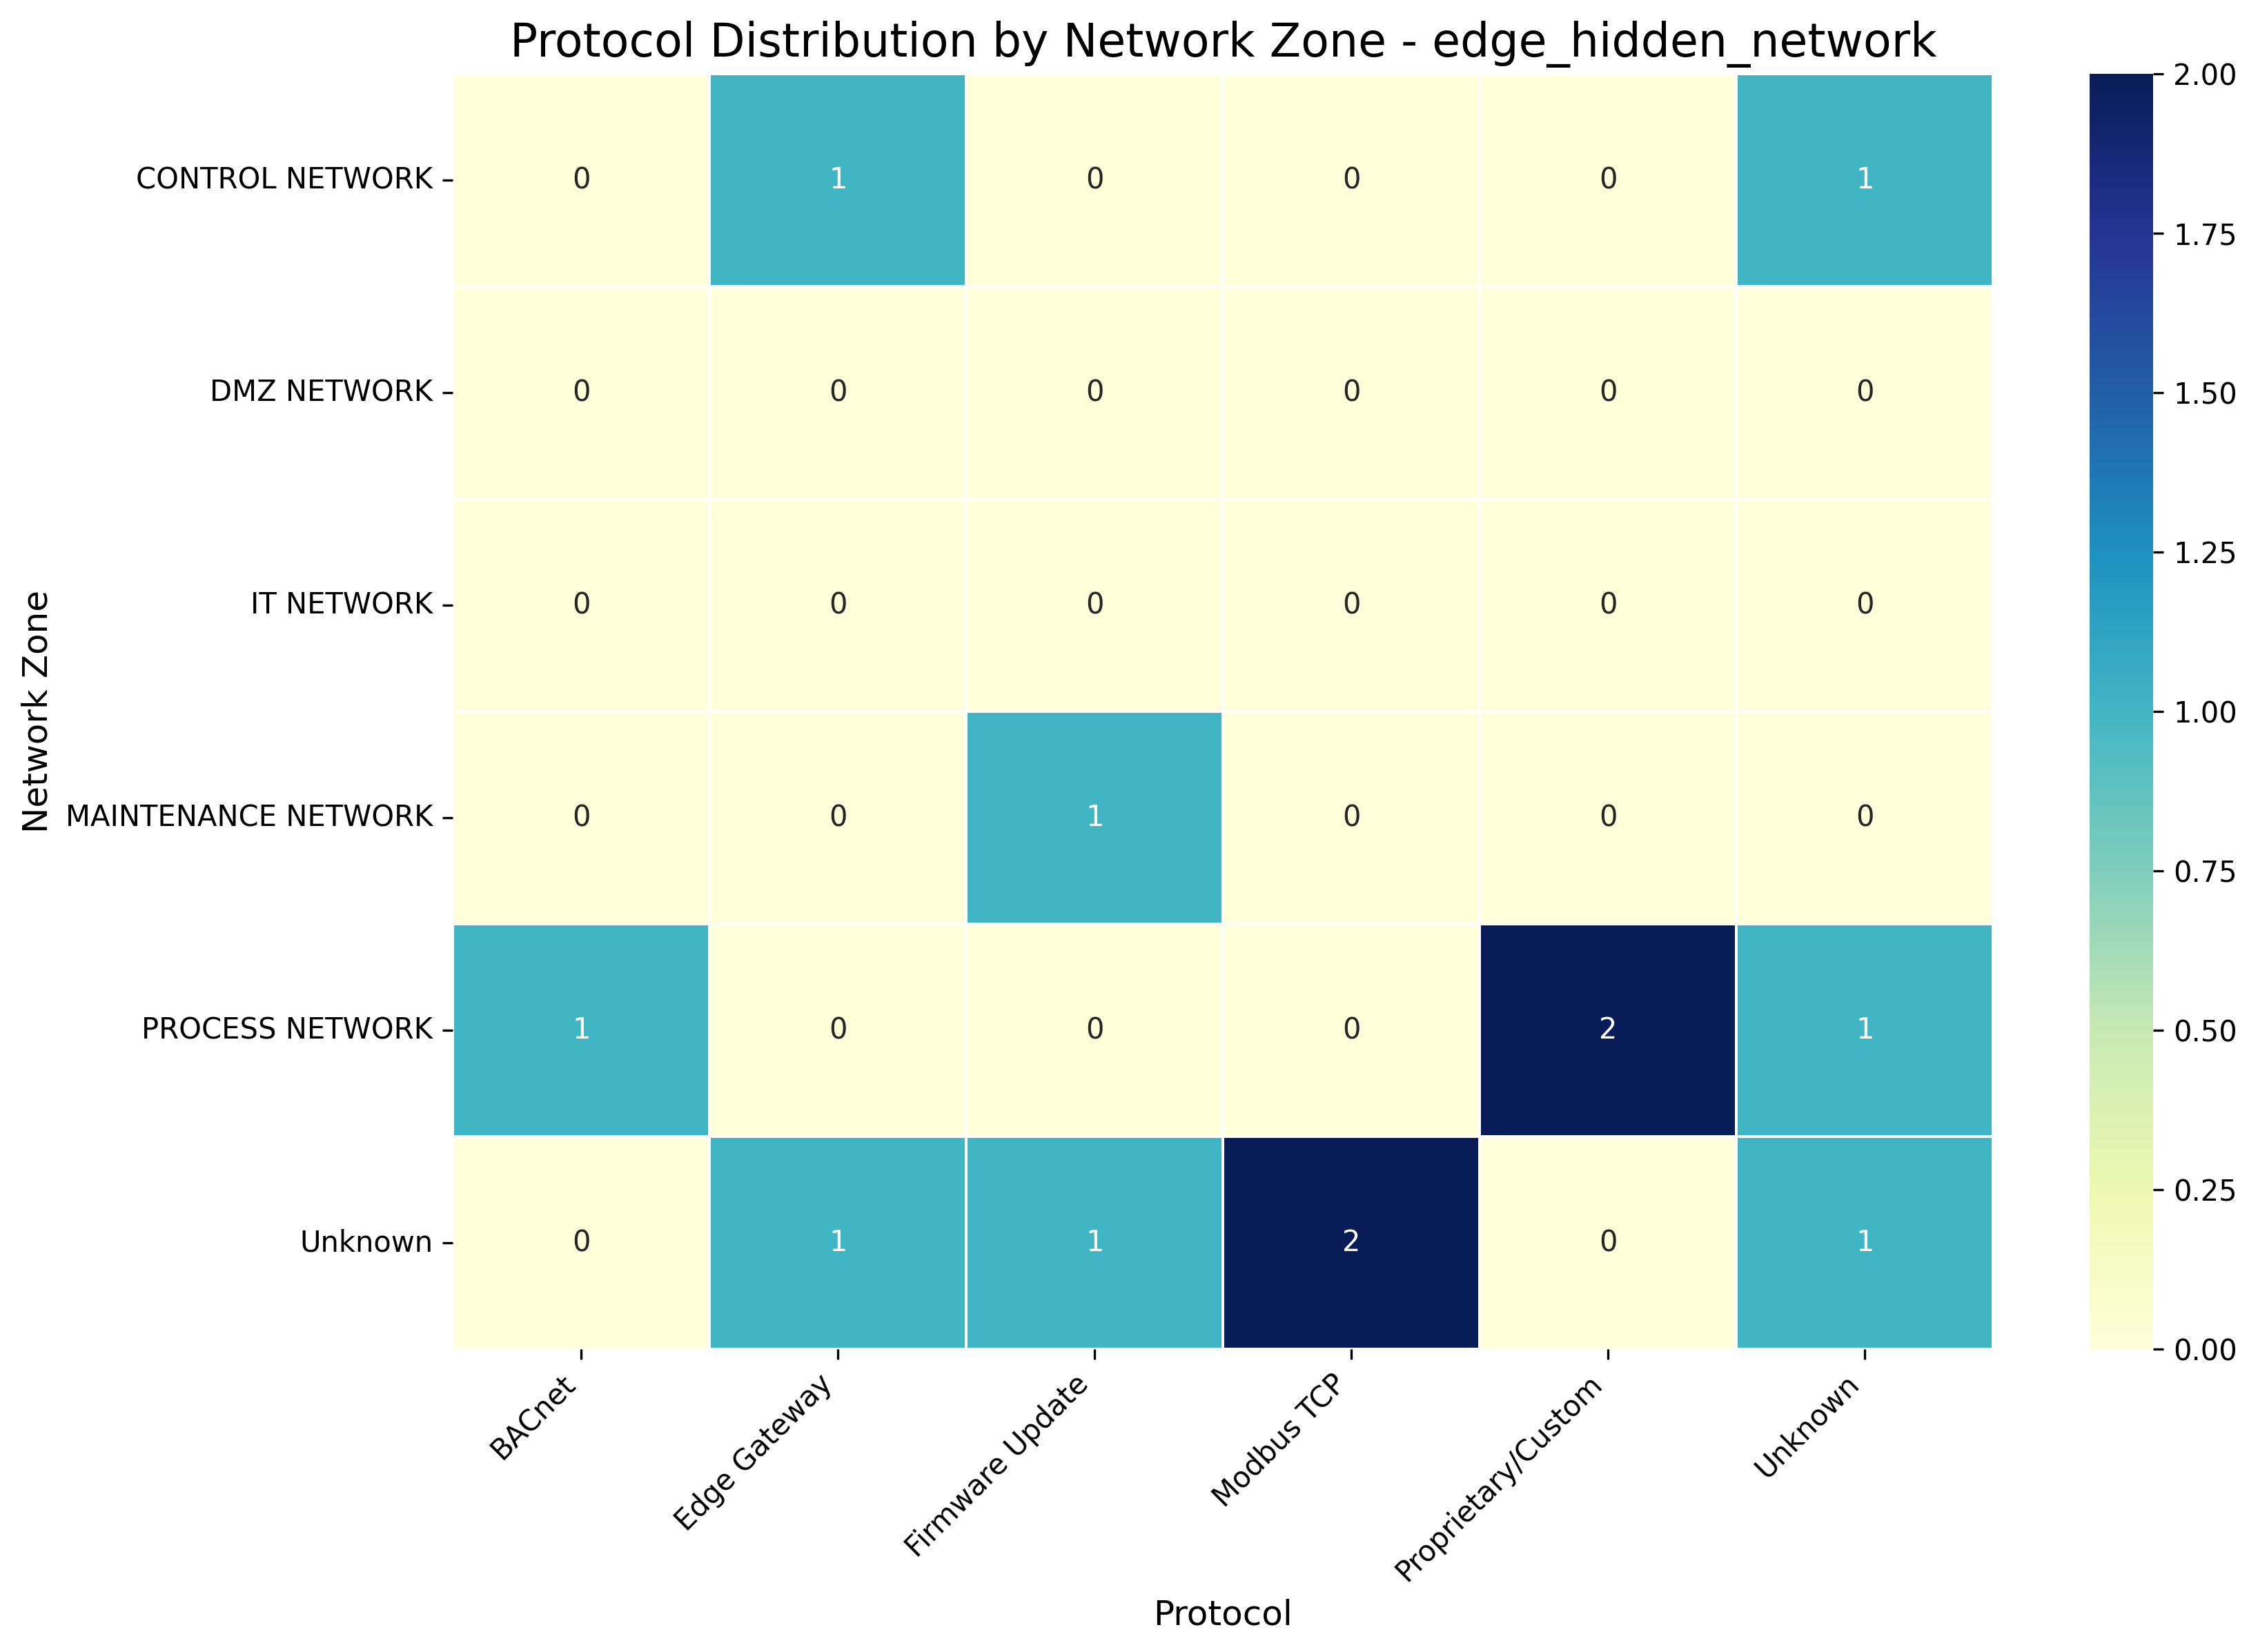 Protocol Distribution by Network Zone - edge_hidden_network
Network Zone
CONTROL NETWORK 0 1 0 0 0 1
DMZ NETWORK 0 0 0 0 0 0
IT NETWORK 0 0 0 0 0 0
MAINTENANCE NETWORK 0 0 1 0 0 0
PROCESS NETWORK 1 0 0 0 2 1
Unknown 0 1 1 2 0 1
BACnet
Edge Gateway
Firmware Update
Modbus TCP
Proprietary/Custom
Unknown
Protocol
2.00
1.75
1.50
1.25
1.00
0.75
0.50
0.25
0.00